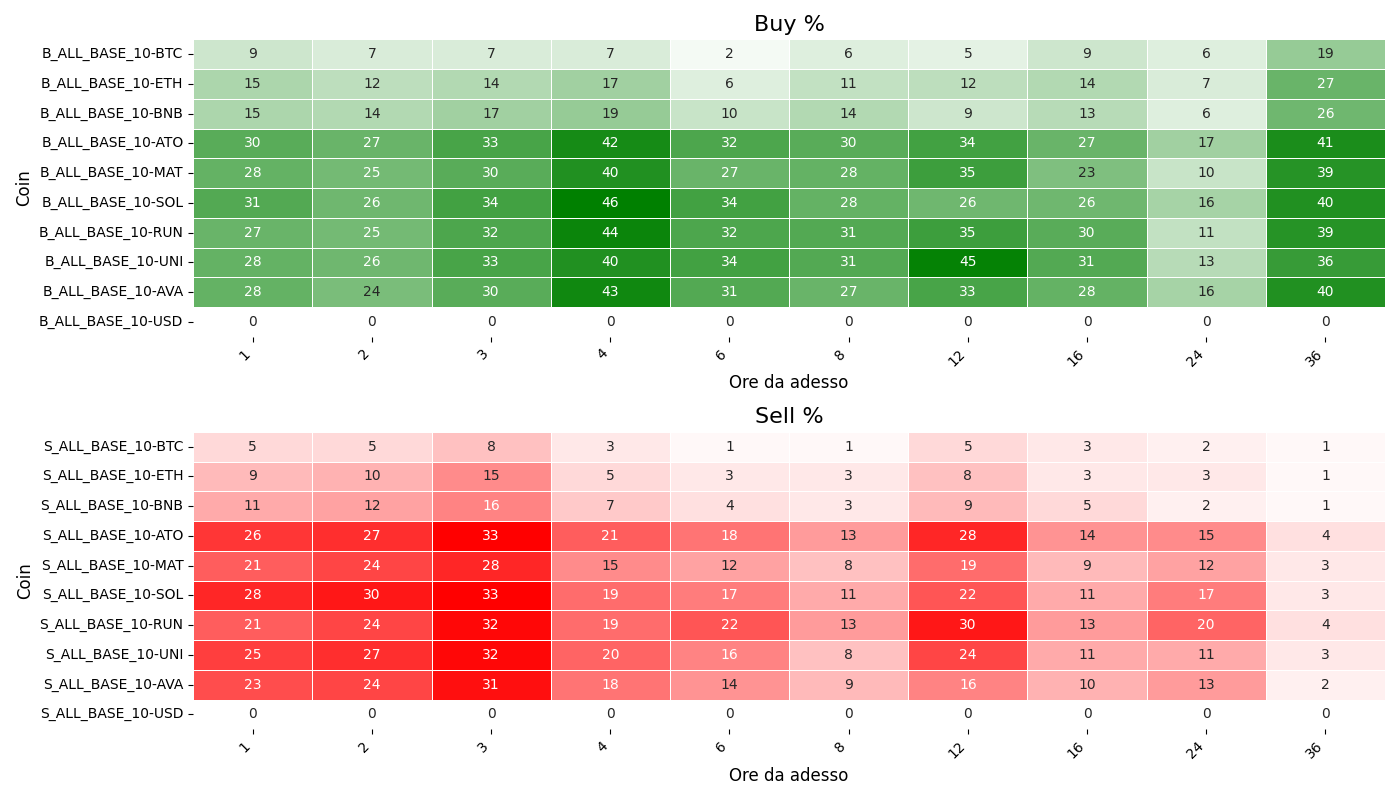 Buy %
Coin
B_ALL_BASE_10-BTC 9 7 7 7 2 6 5 9 6 19
B_ALL_BASE_10-ETH 15 12 14 17 6 11 12 14 7 27
B_ALL_BASE_10-BNB 15 14 17 19 10 14 9 13 6 26
B_ALL_BASE_10-ATO 30 27 33 42 32 30 34 27 17 41
B_ALL_BASE_10-MAT 28 25 30 40 27 28 35 23 10 39
B_ALL_BASE_10-SOL 31 26 34 46 34 28 26 26 16 40
B_ALL_BASE_10-RUN 27 25 32 44 32 31 35 30 11 39
B_ALL_BASE_10-UNI 28 26 33 40 34 31 45 31 13 36
B_ALL_BASE_10-AVA 28 24 30 43 31 27 33 28 16 40
B_ALL_BASE_10-USD 0 0 0 0 0 0 0 0 0 0
1 2 3 4 6 8 12 16 24 36
Ore da adesso
Sell %
Coin
S_ALL_BASE_10-BTC 5 5 8 3 1 1 5 3 2 1
S_ALL_BASE_10-ETH 9 10 15 5 3 3 8 3 3 1
S_ALL_BASE_10-BNB 11 12 16 7 4 3 9 5 2 1
S_ALL_BASE_10-ATO 26 27 33 21 18 13 28 14 15 4
S_ALL_BASE_10-MAT 21 24 28 15 12 8 19 9 12 3
S_ALL_BASE_10-SOL 28 30 33 19 17 11 22 11 17 3
S_ALL_BASE_10-RUN 21 24 32 19 22 13 30 13 20 4
S_ALL_BASE_10-UNI 25 27 32 20 16 8 24 11 11 3
S_ALL_BASE_10-AVA 23 24 31 18 14 9 16 10 13 2
S_ALL_BASE_10-USD 0 0 0 0 0 0 0 0 0 0
1 2 3 4 6 8 12 16 24 36
Ore da adesso